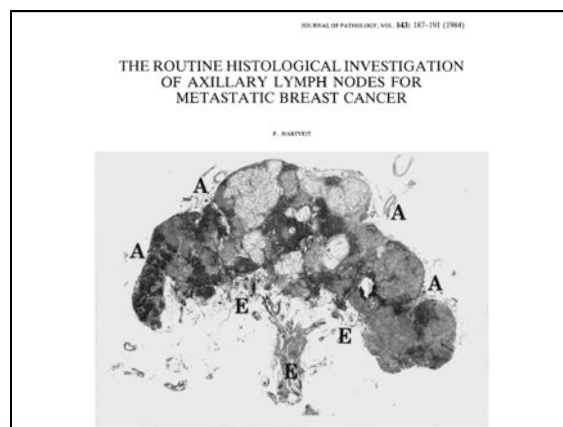 JOURNAL OF PATHOLOGY, VOL. 143: 187-191 (1984)
THE ROUTINE HISTOLOGICAL INVESTIGATION
OF AXILLARY LYMPH NODES FOR
METASTATIC BREAST CANCER
F. HARTVEIT
A
A
A
A
E
E
E